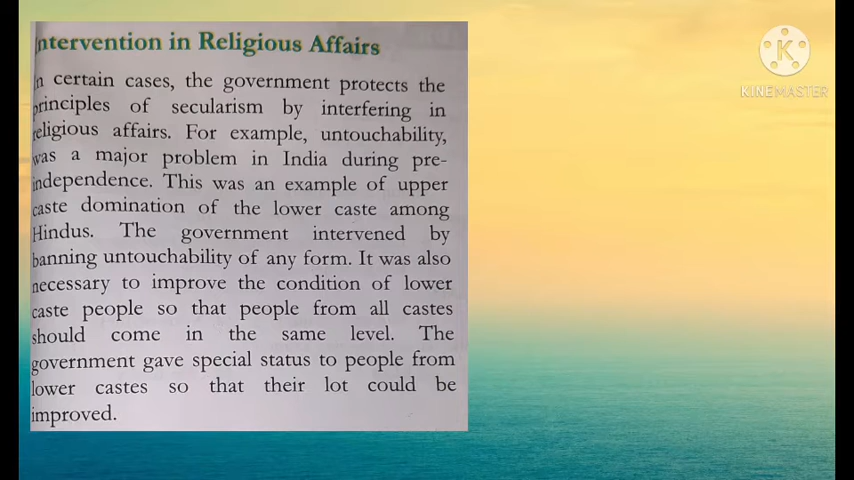 Intervention in Religious Affairs
In certain cases, the government protects the
principles of secularism by interfering in
religious affairs. For example, untouchability,
was a major problem in India during pre-
independence. This was an example of upper
caste domination of the lower caste among
Hindus. The government intervened by
banning untouchability of any form. It was also
necessary to improve the condition of lower
caste people so that people from all castes
should come in the same level. The
government gave special status to people from
lower castes so that their lot could be
improved.
K
KINEMASTER